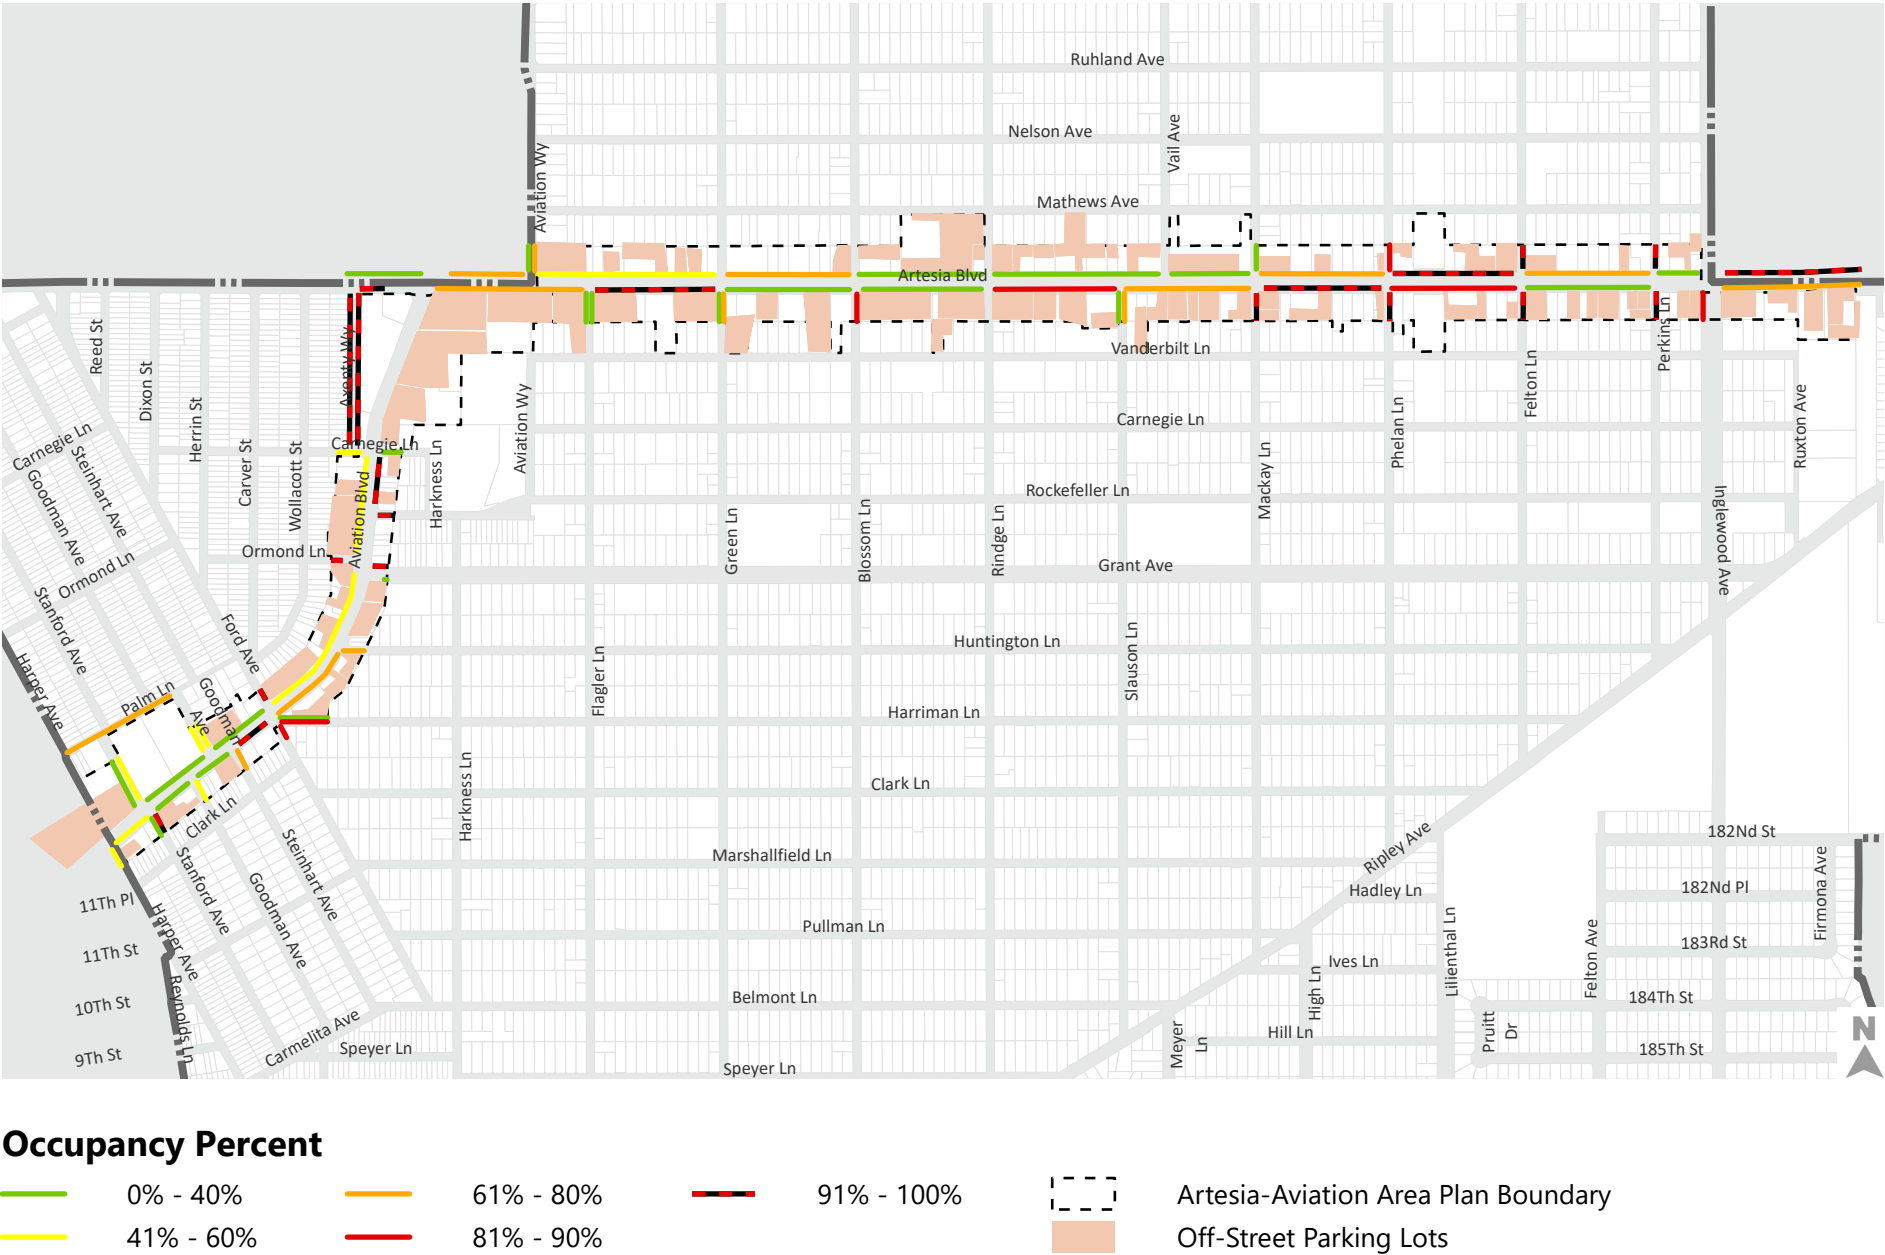 Ruhland Ave
Nelson Ave
Vail Ave
Aviation Wy
Mathews Ave
Artesia Blvd
Reed St
Dixon St
Herrin St
Carver St
Wollacott St
Axenty Wy
Vanderbilt Ln
Perkins Ln
Felton Ln
Phelan Ln
Ruxton Ave
Aviation Wy
Carnegie Ln
Carnegie Ln
Carnegie Ln
Steinhart Ave
Goodman Ave
Harkness Ln
Mackay Ln
Rockefeller Ln
Inglewood Ave
Aviation Blvd
Green Ln
Blossom Ln
Rindge Ln
Ormond Ln
Ormond Ln
Grant Ave
Stanford Ave
Ford Ave
Huntington Ln
Slauson Ln
Flagler Ln
Harper Ave
Palm Ln
Goodman
Ave
Harriman Ln
Harkness Ln
Clark Ln
Clark Ln
Steinhart Ave
Stanford Ave
Goodman Ave
Marshallfield Ln
Ripley Ave
182Nd St
Hadley Ln
182Nd Pl
Firmona Ave
11Th Pl
Harper Ave
Pullman Ln
Lilienthal Ln
Felton Ave
183Rd St
11Th St
Ives Ln
High Ln
Reynolds Ln
Belmont Ln
184Th St
10Th St
Carmelita Ave
Meyer
Ln
Hill Ln
Pruitt
Dr
N
9Th St
Speyer Ln
Speyer Ln
185Th St
Occupancy Percent
0% - 40%
61% - 80%
91% - 100%
Artesia-Aviation Area Plan Boundary
41% - 60%
81% - 90%
Off-Street Parking Lots